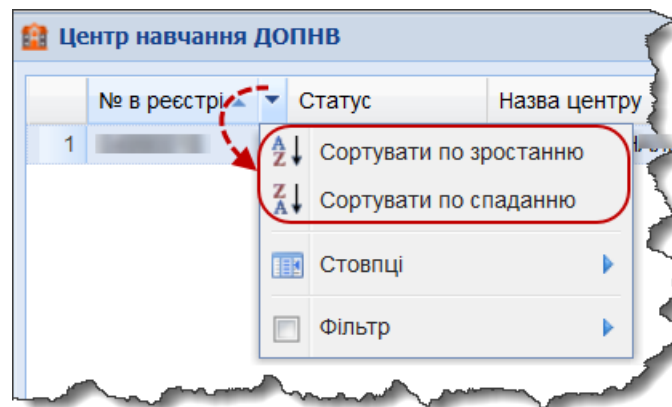 Центр навчання ДОПНВ
№ в реєстрі Статус Назва центру
1
Сортувати по зростанню
Сортувати по спаданню
Стовпці
Фільтр